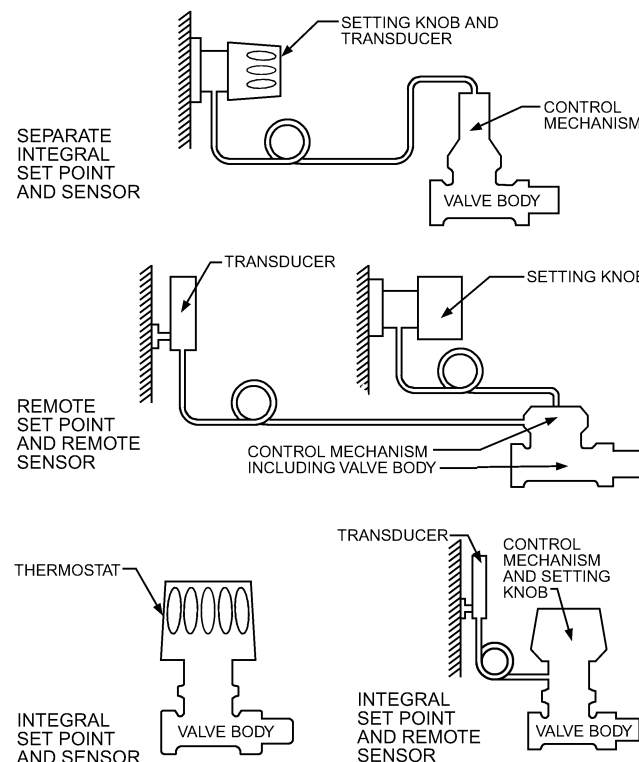 SETTING KNOB AND
TRANSDUCER
CONTROL
MECHANISM
SEPARATE
INTEGRAL
SET POINT
AND SENSOR
VALVE BODY
TRANSDUCER
SETTING KNOB
REMOTE
SET POINT
AND REMOTE
SENSOR
CONTROL MECHANISM
INCLUDING VALVE BODY
TRANSDUCER
CONTROL
MECHANISM
AND SETTING
KNOB
THERMOSTAT
INTEGRAL
SET POINT
AND SENSOR
VALVE BODY
INTEGRAL
SET POINT
AND REMOTE
SENSOR
VALVE BODY